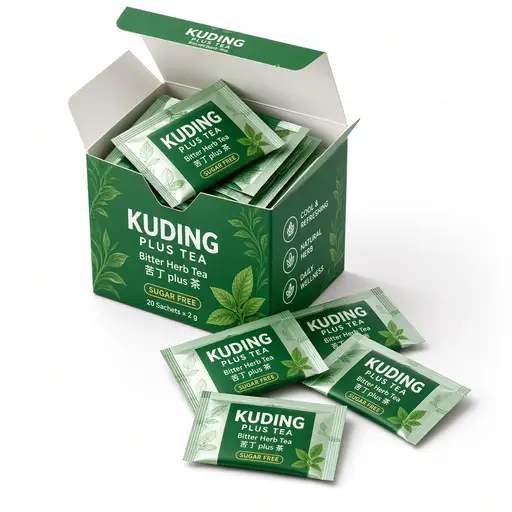 KUDING
PLUS TEA
KUDING
PLUS TEA
Bitter Herb Tea
苦丁 plus 茶
SUGAR FREE
KUDING
PLUS TEA
Bitter Herb Tea
苦丁 plus 茶
SUGAR FREE
20 Sachets x 2 g
COOL &
REFRESHING
NATURAL
HERB
DAILY
WELLNESS
KUDING
PLUS TEA
Bitter Herb Tea
苦丁 plus 茶
KUDING
PLUS TEA
Bitter Herb Tea
苦丁 plus 茶
SUGAR FREE
KUDING
PLUS TEA
Bitter Herb Tea
苦丁 plus 茶
SUGAR FREE
KUDING
PLUS TEA
Bitter Herb Tea
苦丁 plus 茶
SUGAR FREE